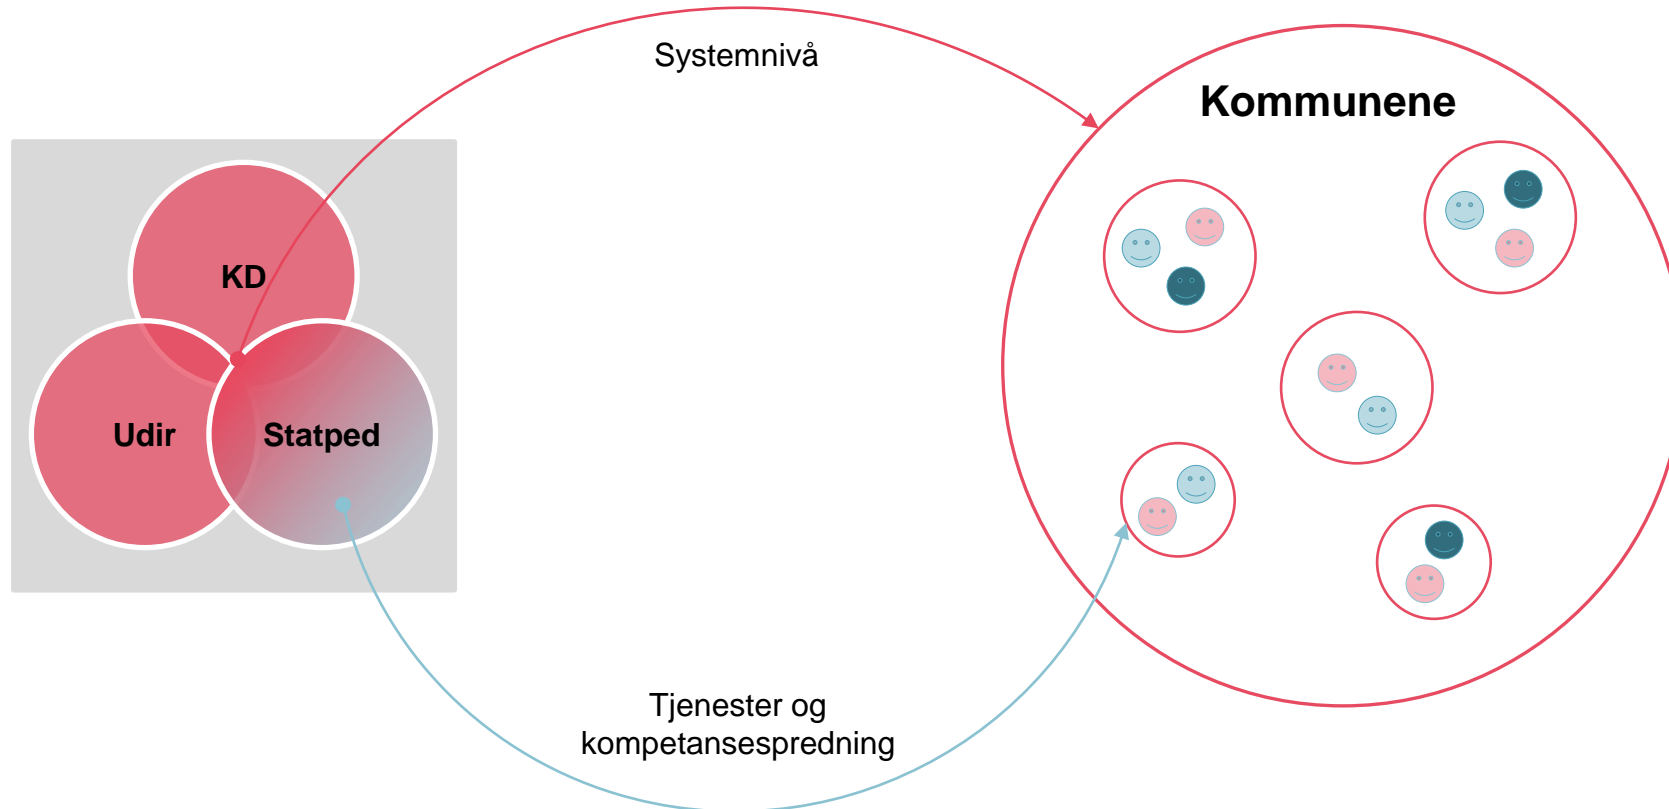 Systemnivå
Kommunene
KD
Udir
Statped
Tjenester og
kompetansespredning